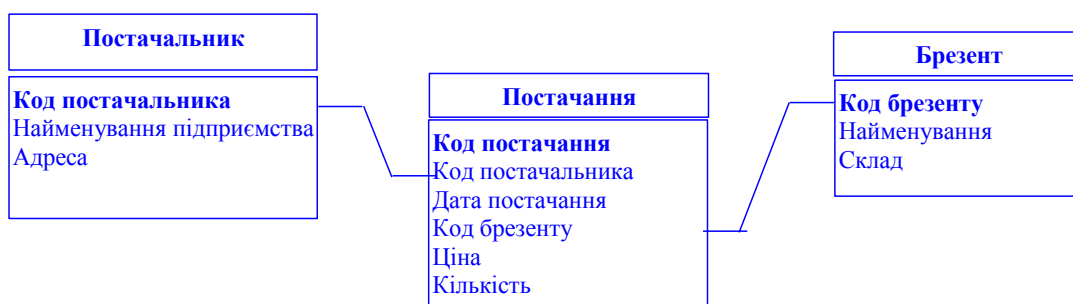 Постачальник
Код постачальника
Найменування підприємства
Адреса
Постачання
Код постачання
Код постачальника
Дата постачання
Код брезенту
Ціна
Кількість
Брезент
Код брезенту
Найменування
Склад